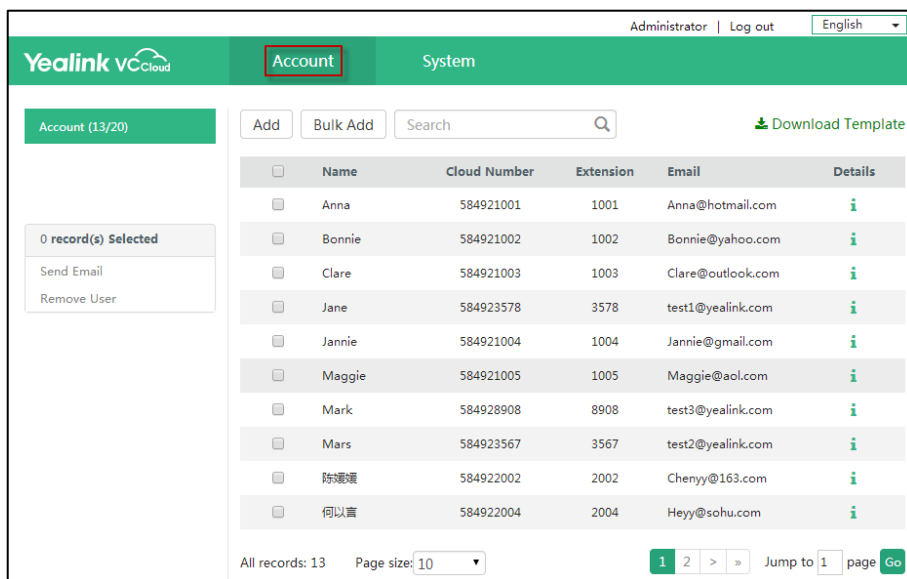 Administrator | Log out English
Yealink VCCloud Account System
Account (13/20)
Add Bulk Add Search Download Template
Name Cloud Number Extension Email Details
Anna 584921001 1001 Anna@hotmail.com
0 record(s) Selected
Bonnie 584921002 1002 Bonnie@yahoo.com
Send Email
Clare 584921003 1003 Clare@outlook.com
Remove User
Jane 584923578 3578 test1@yealink.com
Jannie 584921004 1004 Jannie@gmail.com
Maggie 584921005 1005 Maggie@aol.com
Mark 584928908 8908 test3@yealink.com
Mars 584923567 3567 test2@yealink.com
陈媛媛 584922002 2002 Chenyy@163.com
何以言 584922004 2004 Heyy@sohu.com
All records: 13 Page size: 10 1 2 > » Jump to 1 page Go